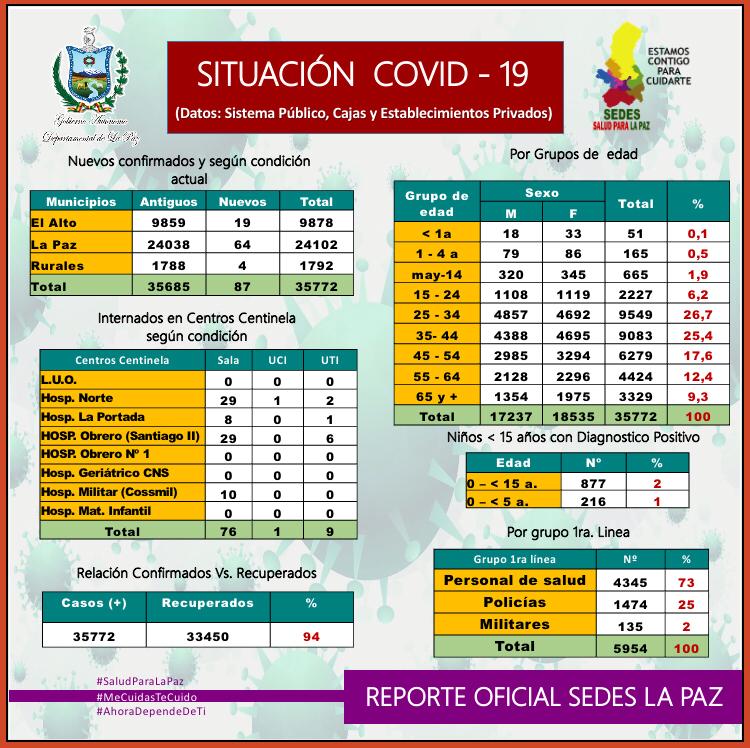 Gobierno Autónomo
Departamental de La Paz
SITUACIÓN COVID - 19
(Datos: Sistema Público, Cajas y Establecimientos Privados)
ESTAMOS
CONTIGO
PARA
CUIDARTE
SEDES
SALUD PARA LA PAZ
Nuevos confirmados y según condición
actual
Municipios Antiguos Nuevos Total
El Alto 9859 19 9878
La Paz 24038 64 24102
Rurales 1788 4 1792
Total 35685 87 35772
Internados en Centros Centinela
según condición
Centros Centinela Sala UCI UTI
L.U.O. 0 0 0
Hosp. Norte 29 1 2
Hosp. La Portada 8 0 1
HOSP. Obrero (Santiago II) 29 0 6
HOSP. Obrero Nº 1 0 0 0
Hosp. Geriátrico CNS 0 0 0
Hosp. Militar (Cossmil) 10 0 0
Hosp. Mat. Infantil 0 0 0
Total 76 1 9
Relación Confirmados Vs. Recuperados
Casos (+) Recuperados %
35772 33450 94
Por Grupos de edad
Grupo de edad Sexo Total %
M F
< 1a 18 33 51 0,1
1 - 4 a 79 86 165 0,5
may-14 320 345 665 1,9
15 - 24 1108 1119 2227 6,2
25 - 34 4857 4692 9549 26,7
35- 44 4388 4695 9083 25,4
45 - 54 2985 3294 6279 17,6
55 - 64 2128 2296 4424 12,4
65 y + 1354 1975 3329 9,3
Total 17237 18535 35772 100
Niños < 15 años con Diagnostico Positivo
Edad Nº %
0 – < 15 a. 877 2
0 – < 5 a. 216 1
Por grupo 1ra. Linea
Grupo 1ra línea Nº %
Personal de salud 4345 73
Policías 1474 25
Militares 135 2
Total 5954 100
#SaludParaLaPaz
#MeCuidasTeCuido
#AhoraDependeDeTi
REPORTE OFICIAL SEDES LA PAZ